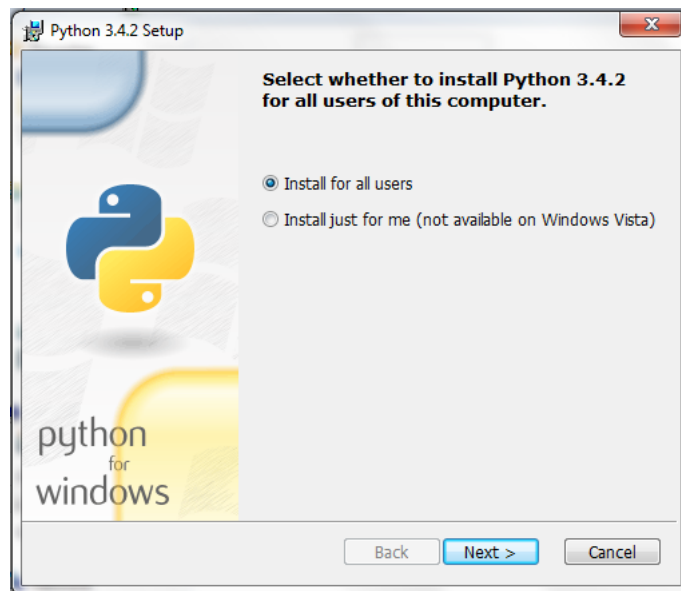 Python 3.4.2 Setup
Select whether to install Python 3.4.2
for all users of this computer.
Install for all users
Install just for me (not available on Windows Vista)
python
for
windows
Back
Next >
Cancel